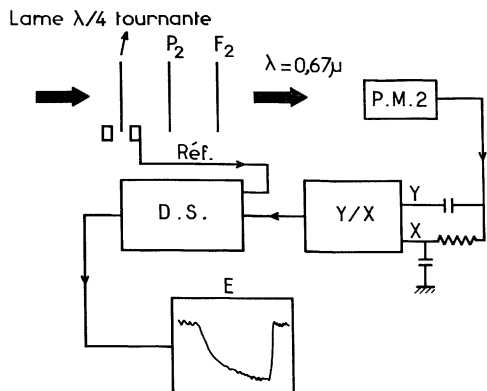 Lame λ/4 tournante
P₂ F₂
λ=0,67μ
P.M.2
Réf.
D.S.
Y/X
Y
X
E